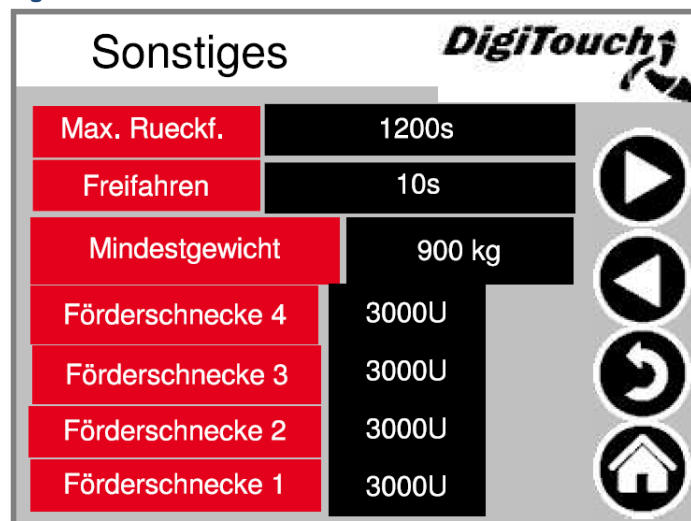 Sonstiges
DigiTouch
Max. Rueckf. 1200s
Freifahren 10s
Mindestgewicht 900 kg
Förderschnecke 4 3000U
Förderschnecke 3 3000U
Förderschnecke 2 3000U
Förderschnecke 1 3000U